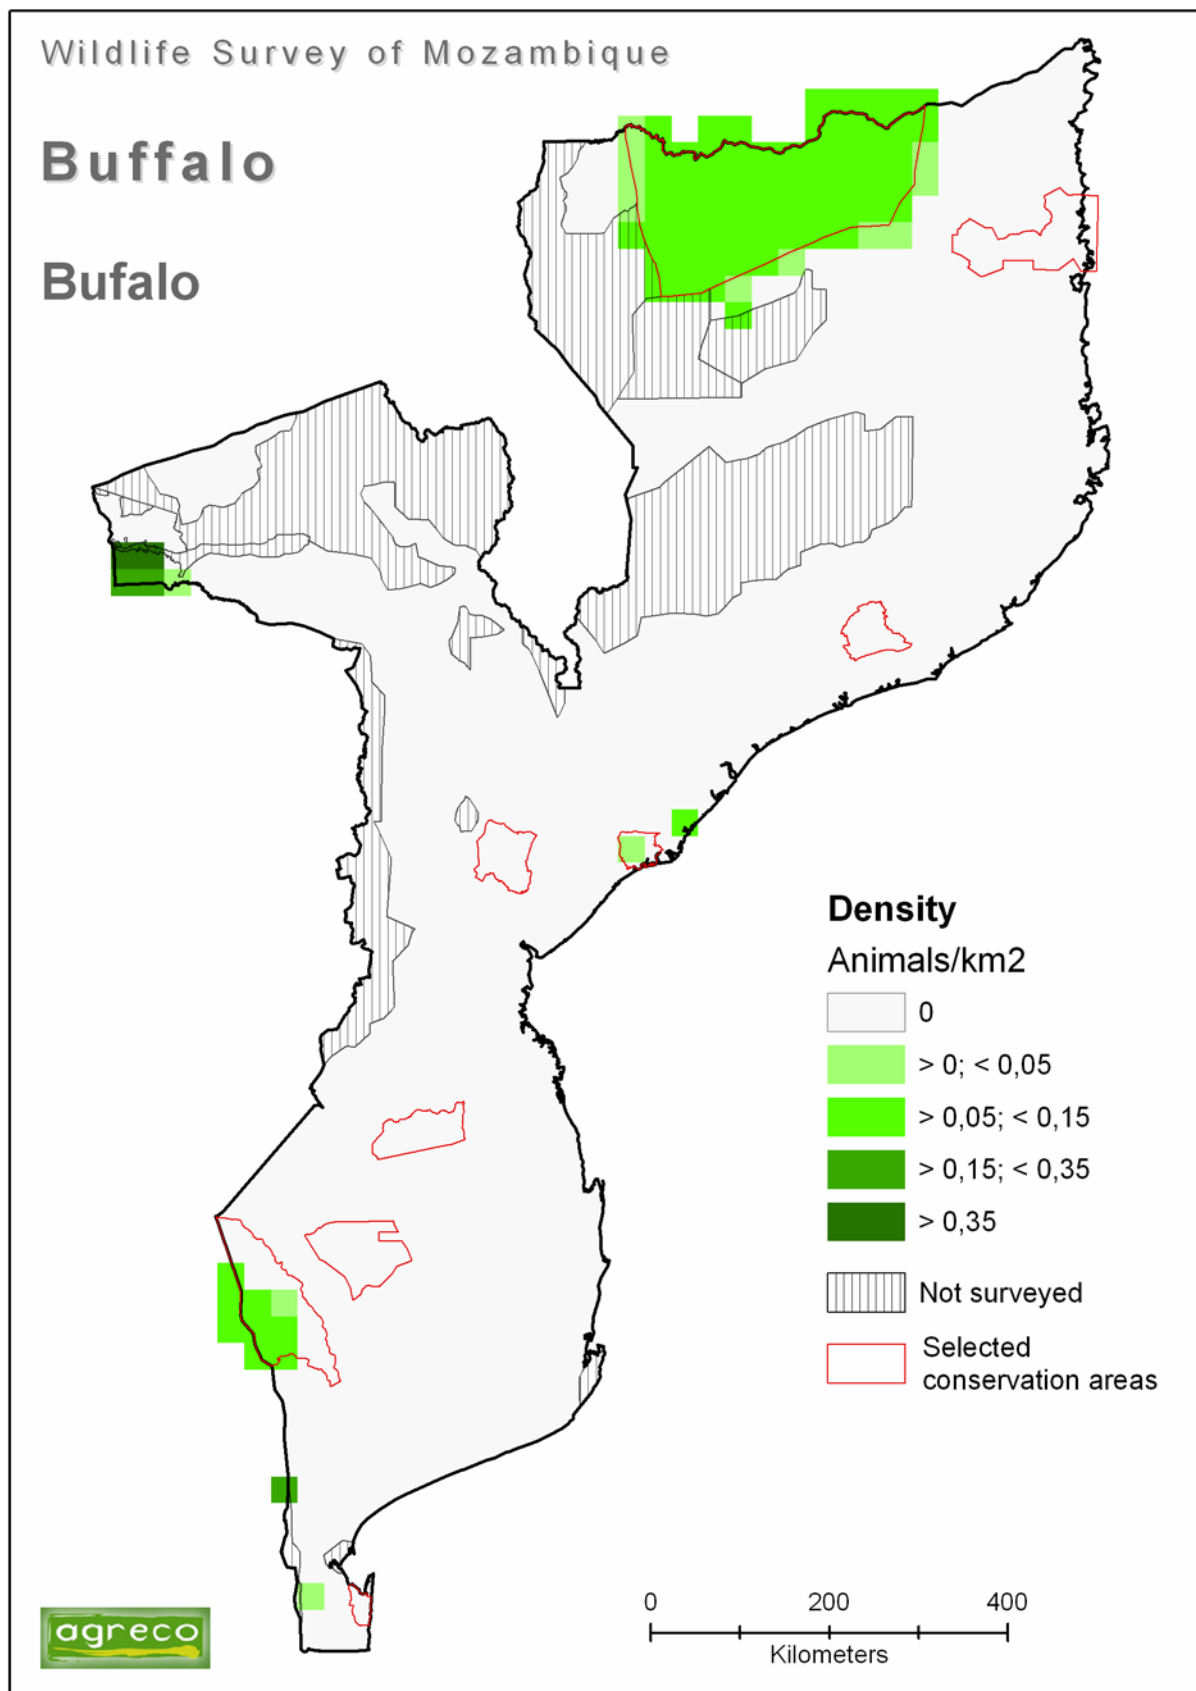 Wildlife Survey of Mozambique
Buffalo
Bufalo
Density
Animals/km2
0
> 0; < 0,05
> 0,05; < 0,15
> 0,15; < 0,35
> 0,35
Not surveyed
Selected
conservation areas
0 200 400
Kilometers
agreco